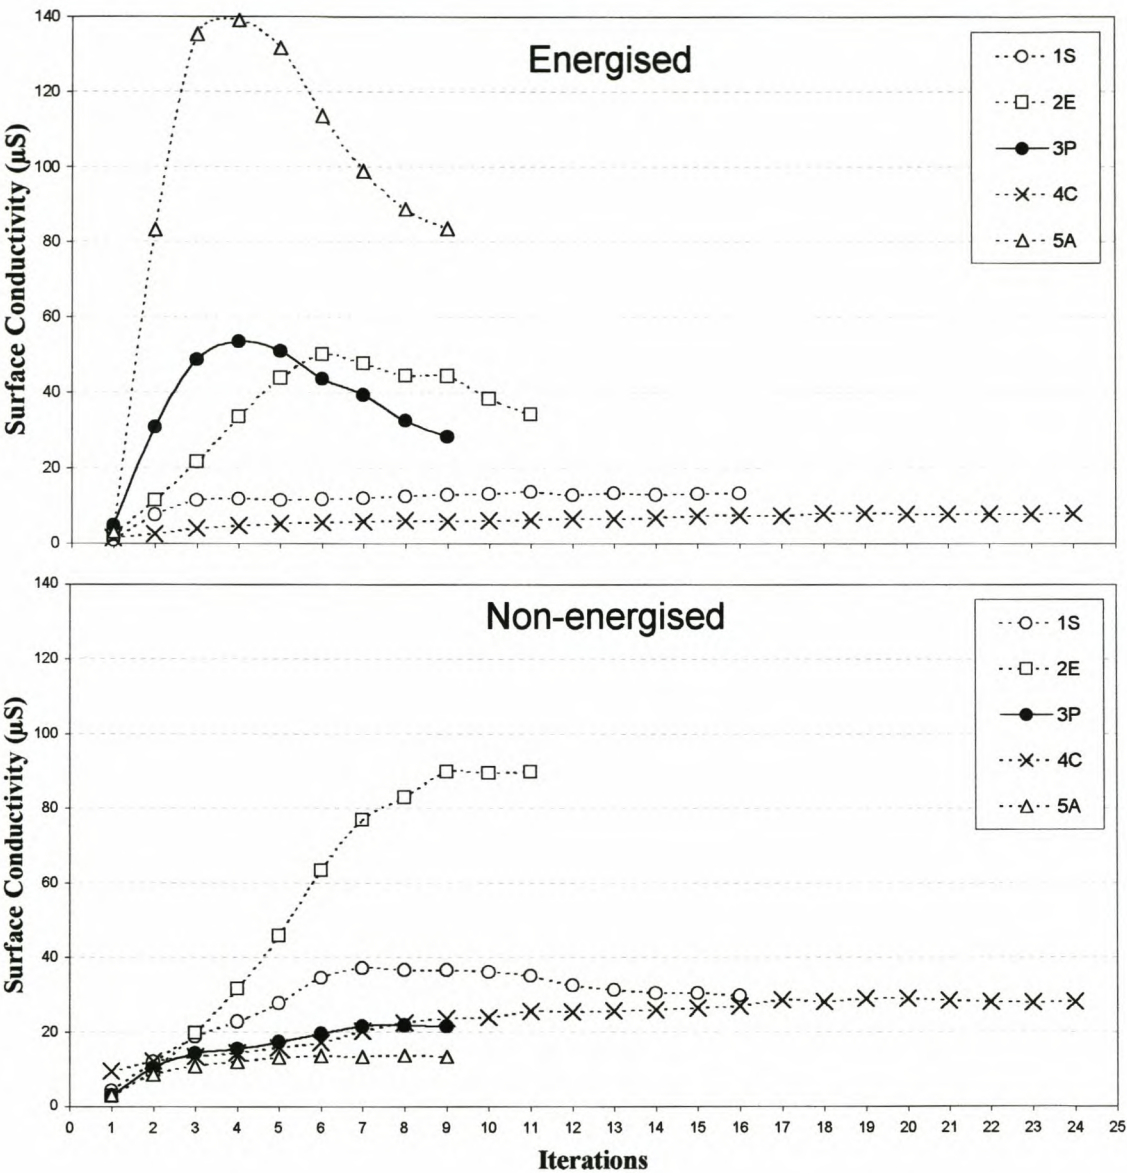 Energised
Surface Conductivity (µS)
140
120
100
80
60
40
20
0
1S
2E
3P
4C
5A
Non-energised
Surface Conductivity (µS)
140
120
100
80
60
40
20
0
1S
2E
3P
4C
5A
0 1 2 3 4 5 6 7 8 9 10 11 12 13 14 15 16 17 18 19 20 21 22 23 24 25
Iterations